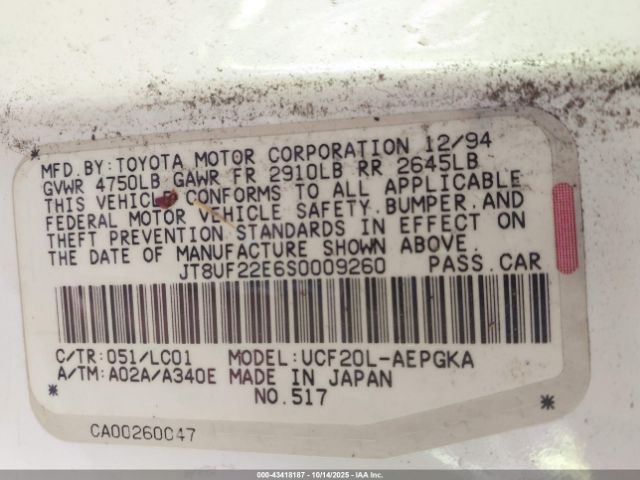 MFD.BY:TOYOTA MOTOR CORPORATION 12/94
GVWR 4750LB GAWR FR 2910LB RR 2645LB
THIS VEHICLE CONFORMS TO ALL APPLICABLE
FEDERAL MOTOR VEHICLE SAFETY.BUMPER.AND
THEFT PREVENTION STANDARDS IN EFFECT ON
THE DATE OF MANUFACTURE SHOWN ABOVE.
JT8UF22E6S0009260 PASS.CAR
C/TR:051/LC01 MODEL:UCF20L-AEPGKA
A/TM:A02A/A340E MADE IN JAPAN
* NO.517 *
CA00260047
000-43418187 - 10/14/2025 - IAAI.COM